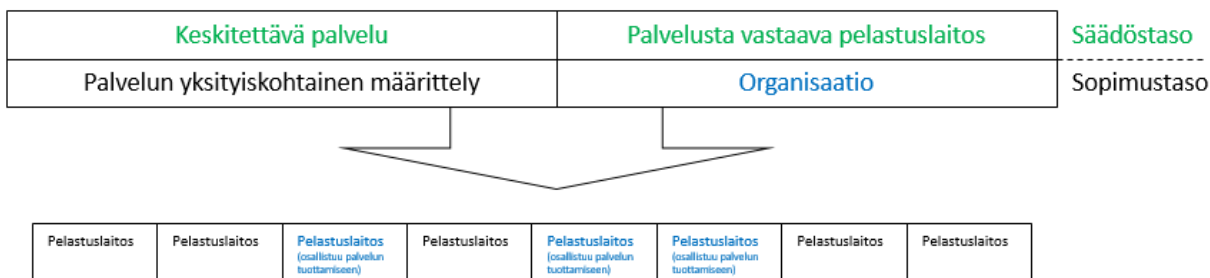 Keskitettävä palvelu Palvelusta vastaava pelastuslaitos Säädöstaso
Palvelun yksityiskohtainen määrittely Organisaatio Sopimustaso
Pelastuslaitos Pelastuslaitos Pelastuslaitos Pelastuslaitos Pelastuslaitos Pelastuslaitos Pelastuslaitos Pelastuslaitos
(osallistuu palvelun (osallistuu palvelun (osallistuu palvelun
tuottamiseen) tuottamiseen) tuottamiseen)